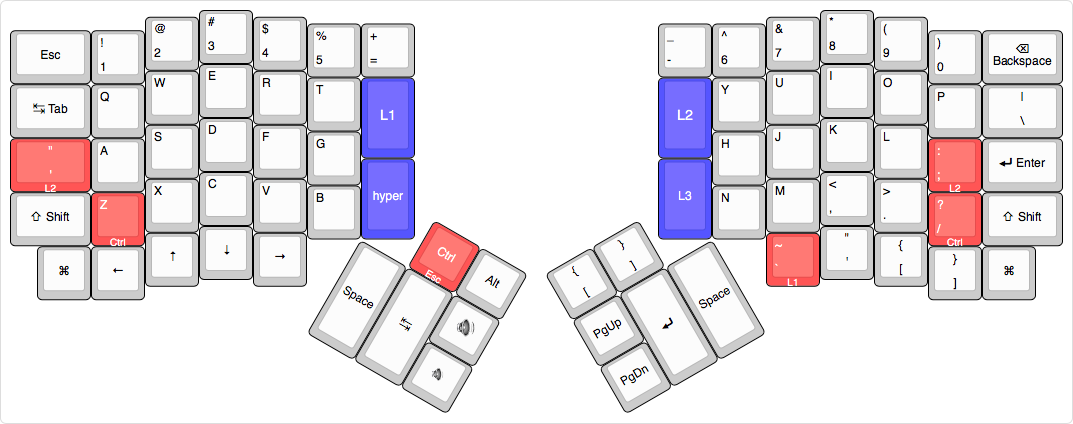 Esc
!
1
@
2
#
3
$
4
%
5
+
=
_
-
^
6
&
7
*
8
(
9
)
0
⌫
Backspace
↹ Tab
Q
W
E
R
T
L1
L2
Y
U
I
O
P
|
\
"
'
L2
A
S
D
F
G
H
J
K
L
:
;
L2
↵ Enter
⇧ Shift
Z
Ctrl
X
C
V
B
hyper
L3
N
M
<
,
>
.
?
/
Ctrl
⇧ Shift
⌘
←
↑
↓
→
~
`
L1
"
'
{
[
}
]
⌘
Ctrl
Esc
Alt
Space
↹
{
[
}
]
PgUp
PgDn
↵
Space